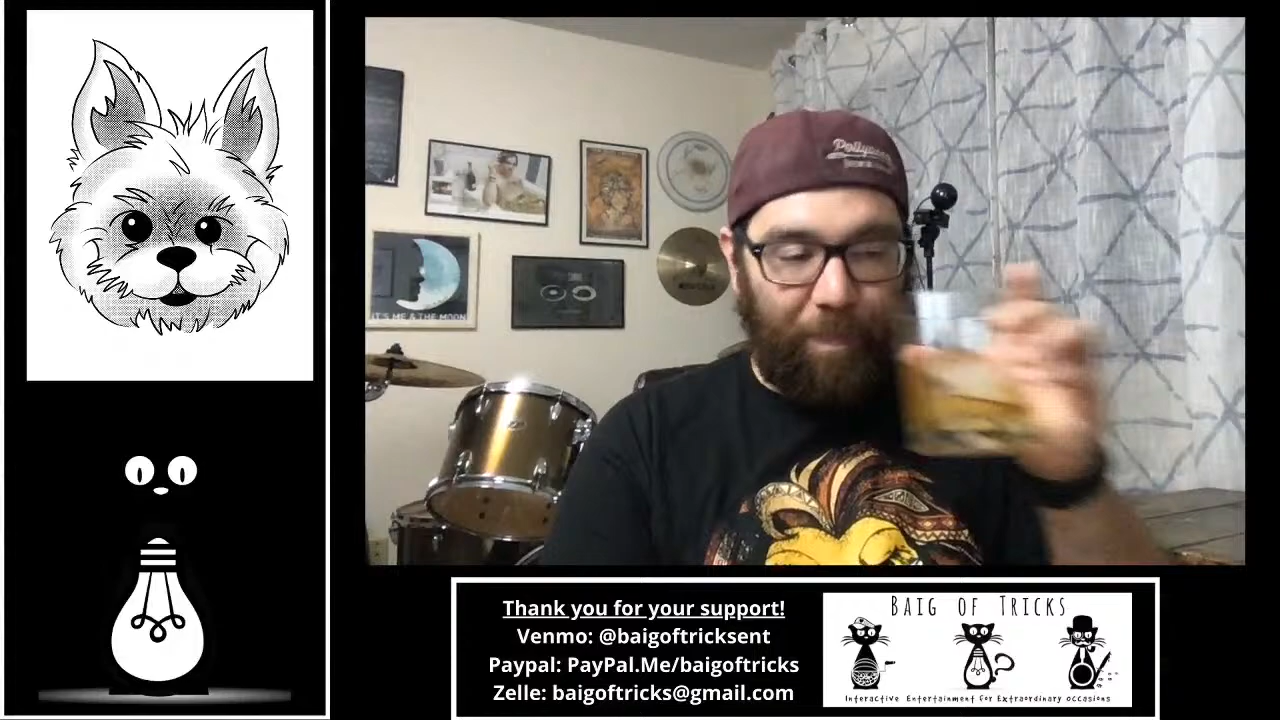 IT'S ME & THE MOON
Thank you for your support!
Venmo: @baigoftricksent
Paypal: PayPal.Me/baigoftricks
Zelle: baigoftricks@gmail.com
BAIG OF TRICKS
Interactive Entertainment for Extraordinary occasions